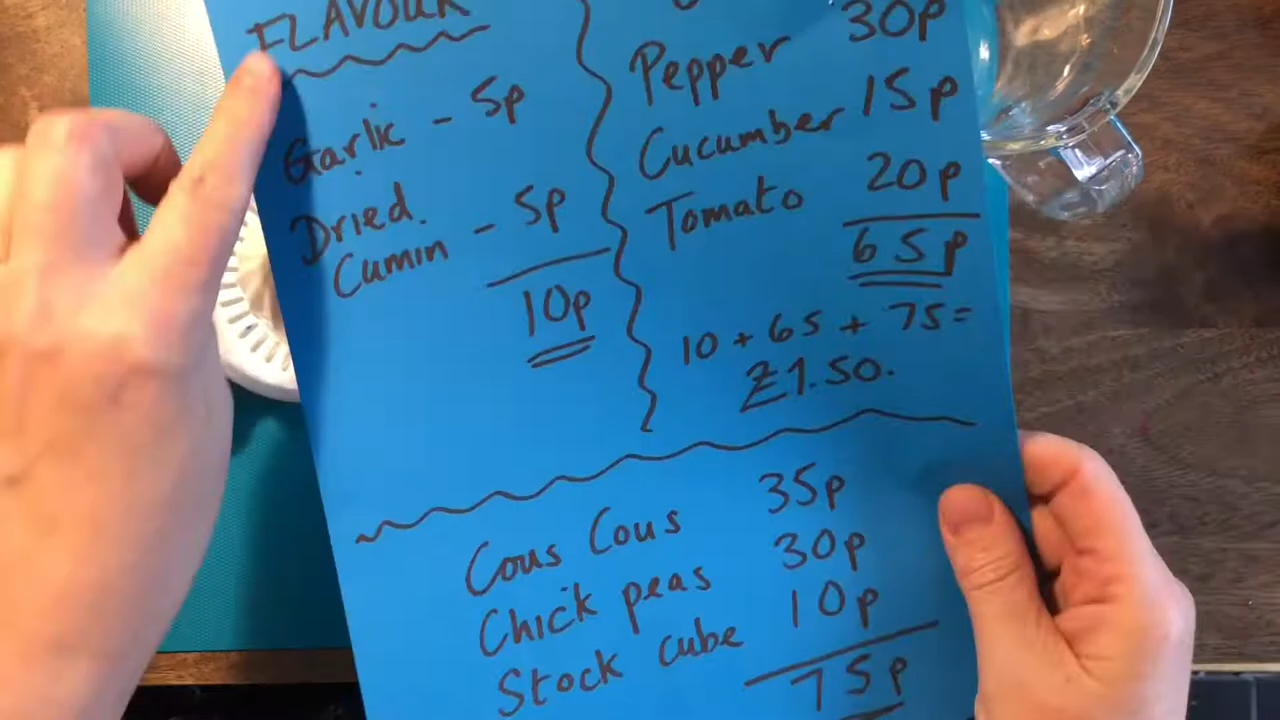 FLAVOUR
Garlic - 5p
Dried.
Cumin - 5p
10p
Pepper 30p
Cucumber 15p
Tomato 20p
65p
10 + 65 + 75 =
£1.50.
Cous Cous 35p
Chick peas 30p
Stock cube 10p
75p